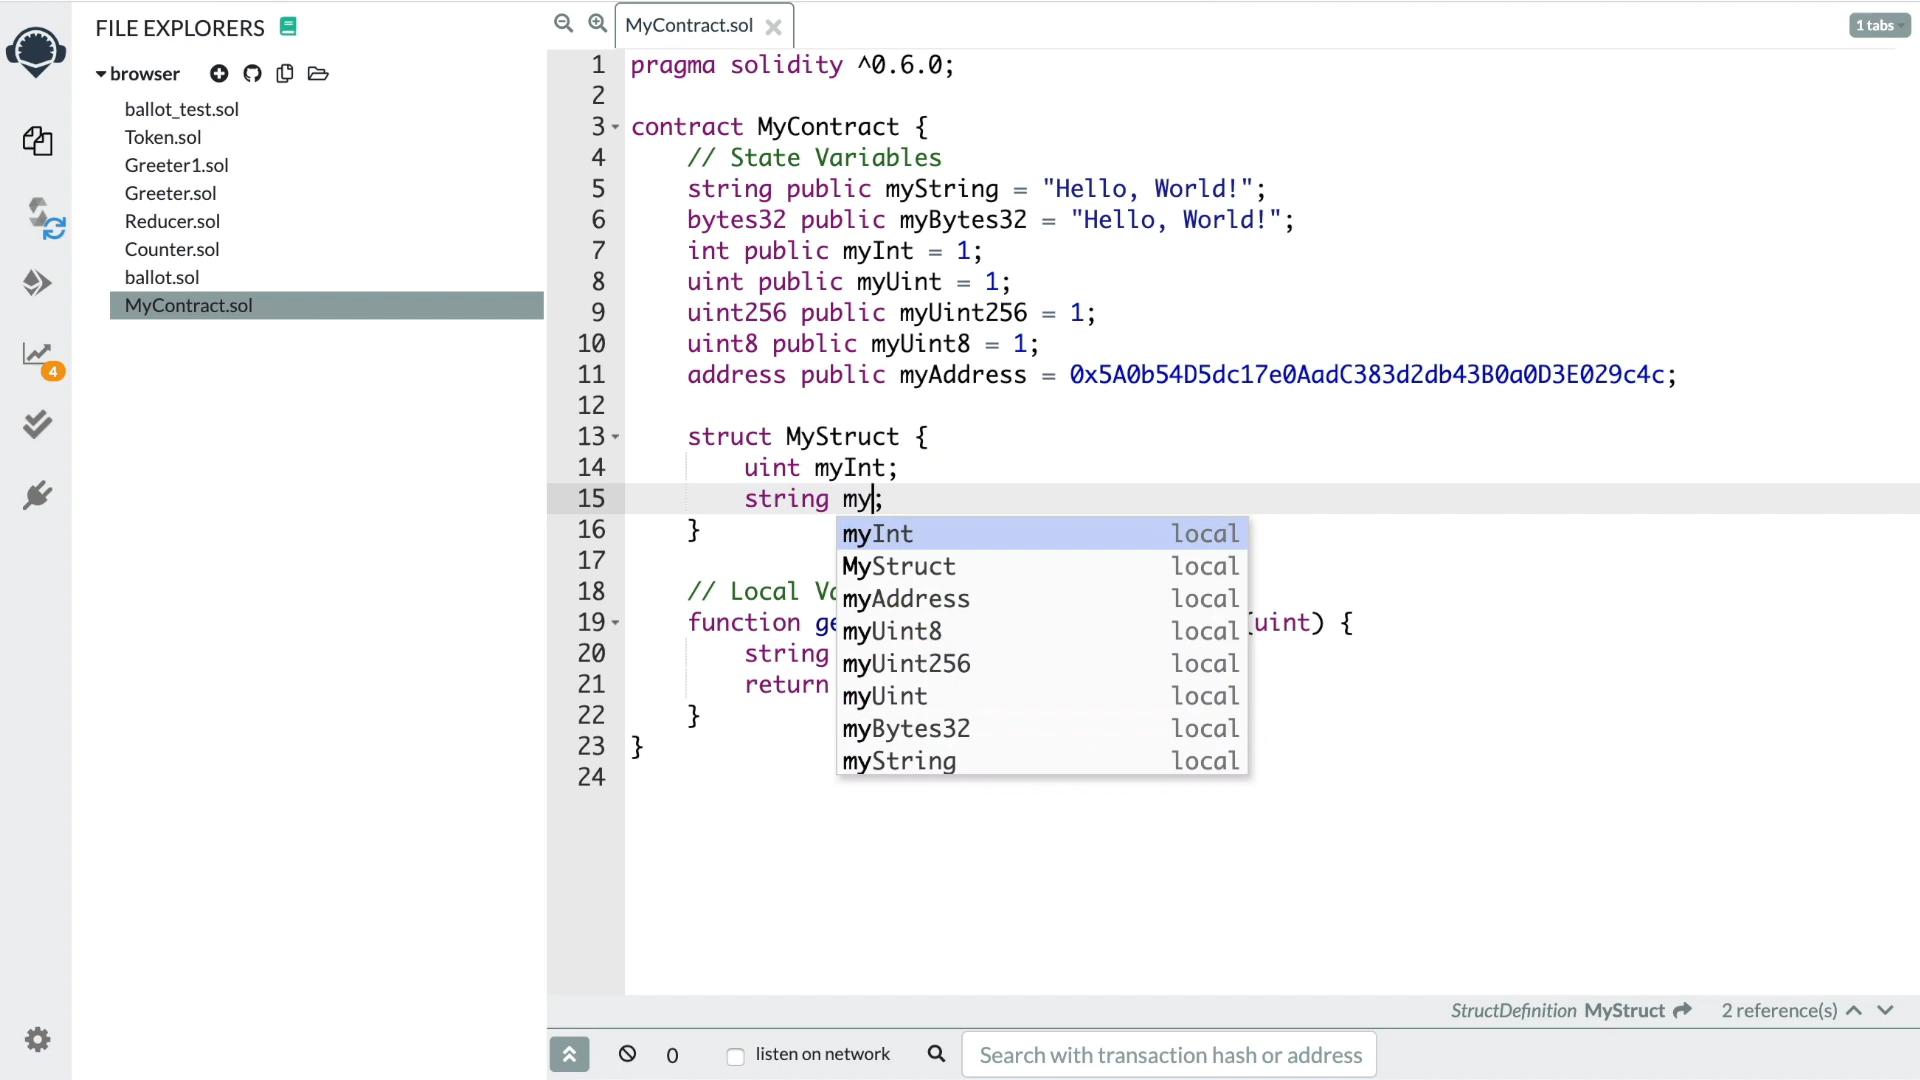 FILE EXPLORERS
browser
ballot_test.sol
Token.sol
Greeter1.sol
Greeter.sol
Reducer.sol
Counter.sol
ballot.sol
MyContract.sol
4
MyContract.sol
1 tabs
1 pragma solidity ^0.6.0;
2
3 contract MyContract {
4 // State Variables
5 string public myString = "Hello, World!";
6 bytes32 public myBytes32 = "Hello, World!";
7 int public myInt = 1;
8 uint public myUint = 1;
9 uint256 public myUint256 = 1;
10 uint8 public myUint8 = 1;
11 address public myAddress = 0x5A0b54D5dc17e0AadC383d2db43B0a0D3E029c4c;
12
13 struct MyStruct {
14 uint myInt;
15 string my;
16 }
17
18 // Local Va
19 function ge (uint) {
20 string
21 return
22 }
23 }
24
myInt local
MyStruct local
myAddress local
myUint8 local
myUint256 local
myUint local
myBytes32 local
myString local
StructDefinition MyStruct 2 reference(s)
0 listen on network Search with transaction hash or address